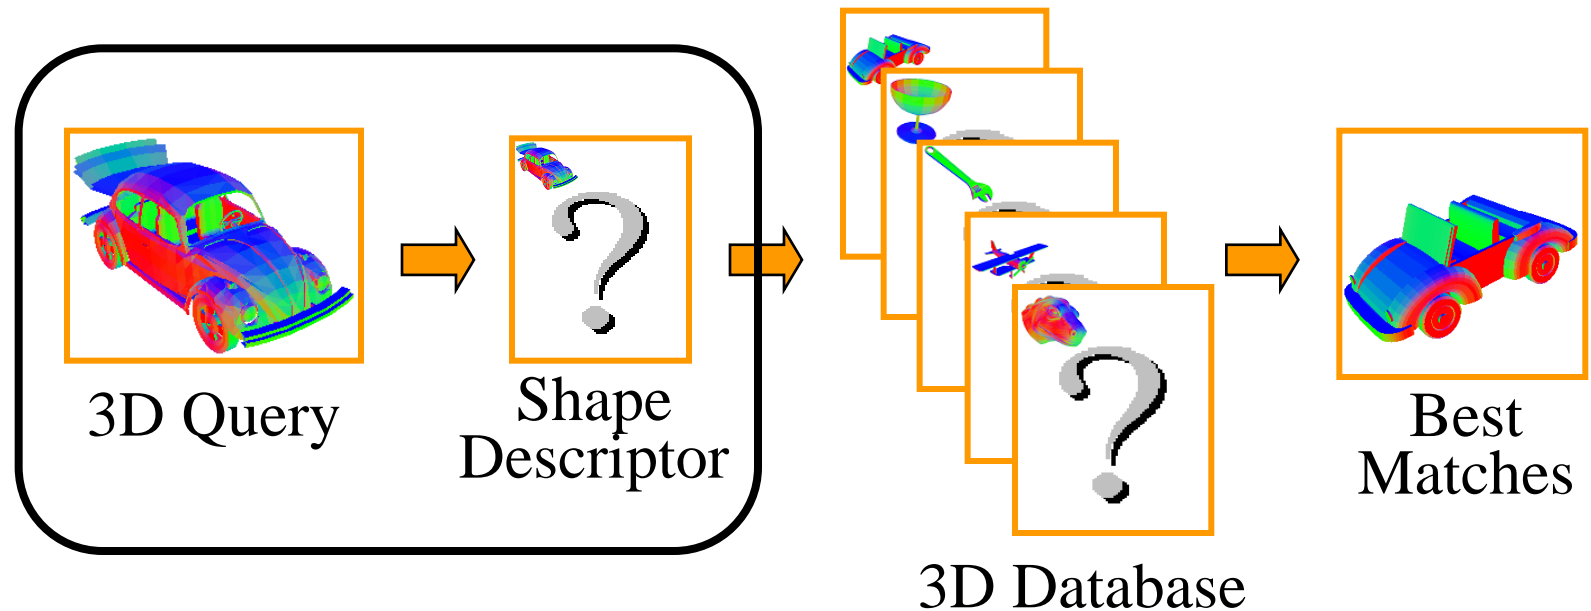 3D Query
Shape
Descriptor
3D Database
Best
Matches